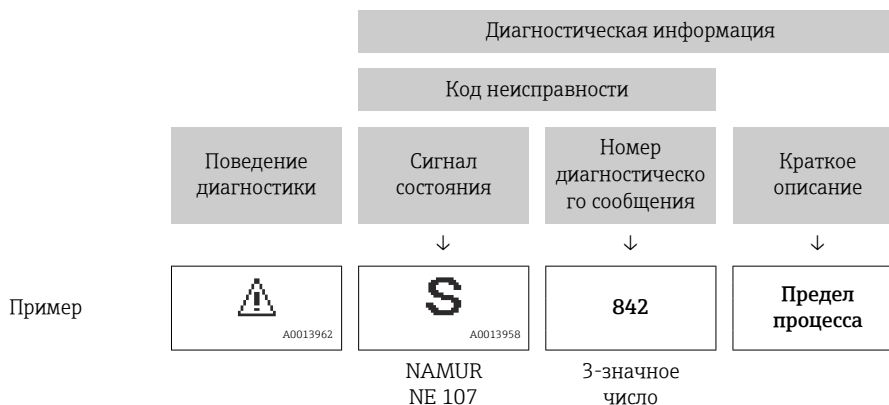 Диагностическая информация
Код неисправности
Поведение
диагностики
Сигнал
состояния
Номер
диагностическо
го сообщения
Краткое
описание
↓ ↓ ↓
Пример
A0013962
S
A0013958
842
Предел
процесса
NAMUR
NE 107
3-значное
число